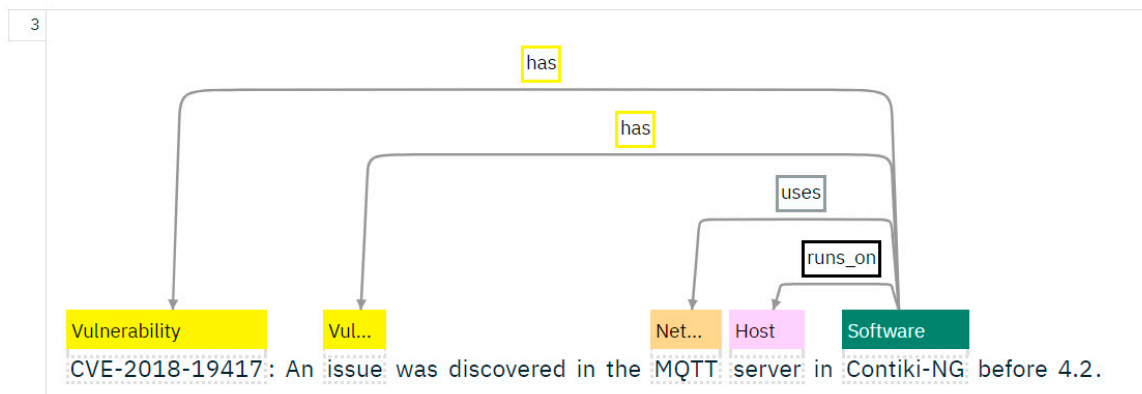 3
has
has
uses
runs_on
Vulnerability Vul... Net... Host Software
CVE-2018-19417: An issue was discovered in the MQTT server in Contiki-NG before 4.2.